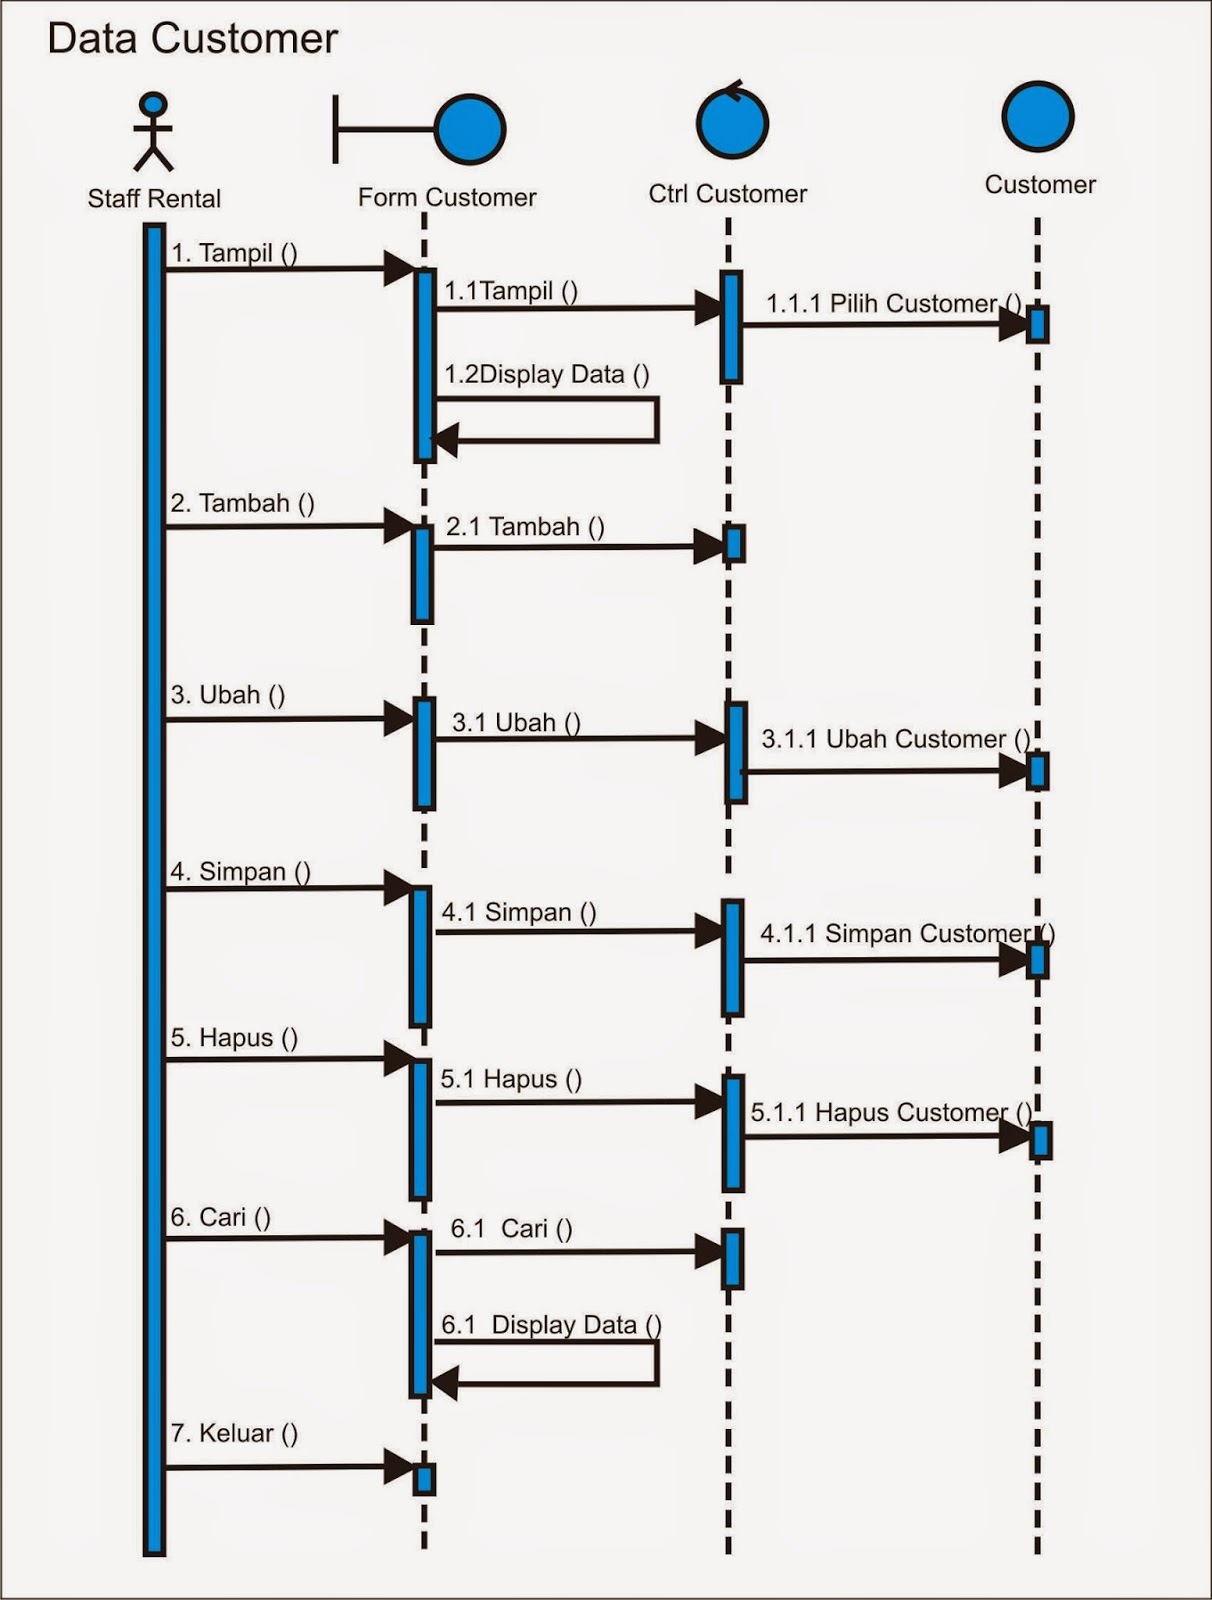 Data Customer
Staff Rental
Form Customer
Ctrl Customer
Customer
1. Tampil ()
1.1Tampil ()
1.1.1 Pilih Customer ()
1.2Display Data ()
2. Tambah ()
2.1 Tambah ()
3. Ubah ()
3.1 Ubah ()
3.1.1 Ubah Customer ()
4. Simpan ()
4.1 Simpan ()
4.1.1 Simpan Customer ()
5. Hapus ()
5.1 Hapus ()
5.1.1 Hapus Customer ()
6. Cari ()
6.1 Cari ()
6.1 Display Data ()
7. Keluar ()